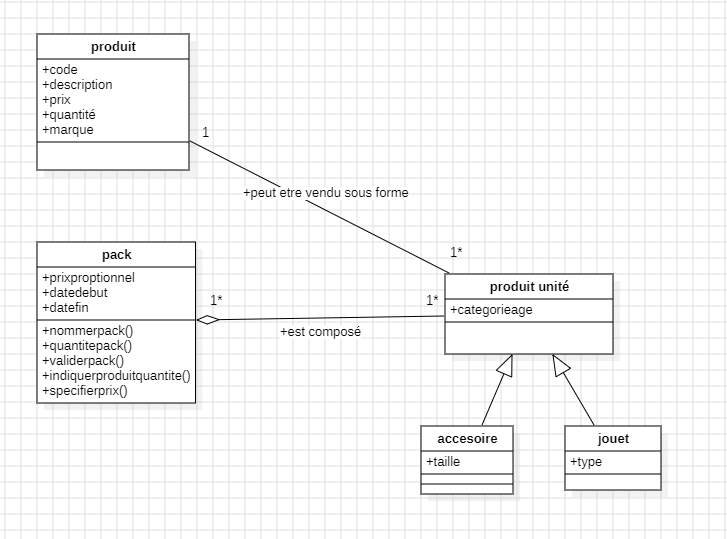 produit
+code
+description
+prix
+quantité
+marque
1
+peut etre vendu sous forme
1*
pack
+prixproptionnel
+datedebut
+datefin
+nommerpack()
+quantitepack()
+validerpack()
+indiquerproduitquantite()
+specifierprix()
1*
1*
+est composé
produit unité
+categorieage
accesoire
+taille
jouet
+type